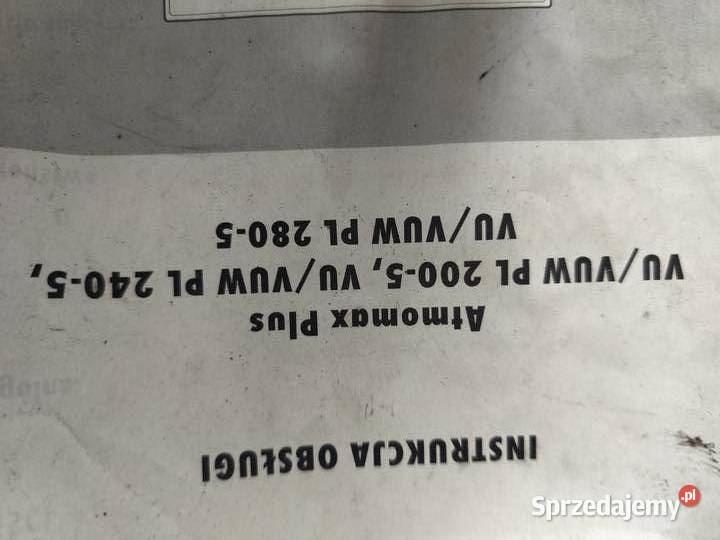 INSTRUKCJA OBSŁUGI
Atmomax Plus
VU/VUW PL 200-5, VU/VUW PL 240-5,
VU/VUW PL 280-5
Sprzedajemy.pl